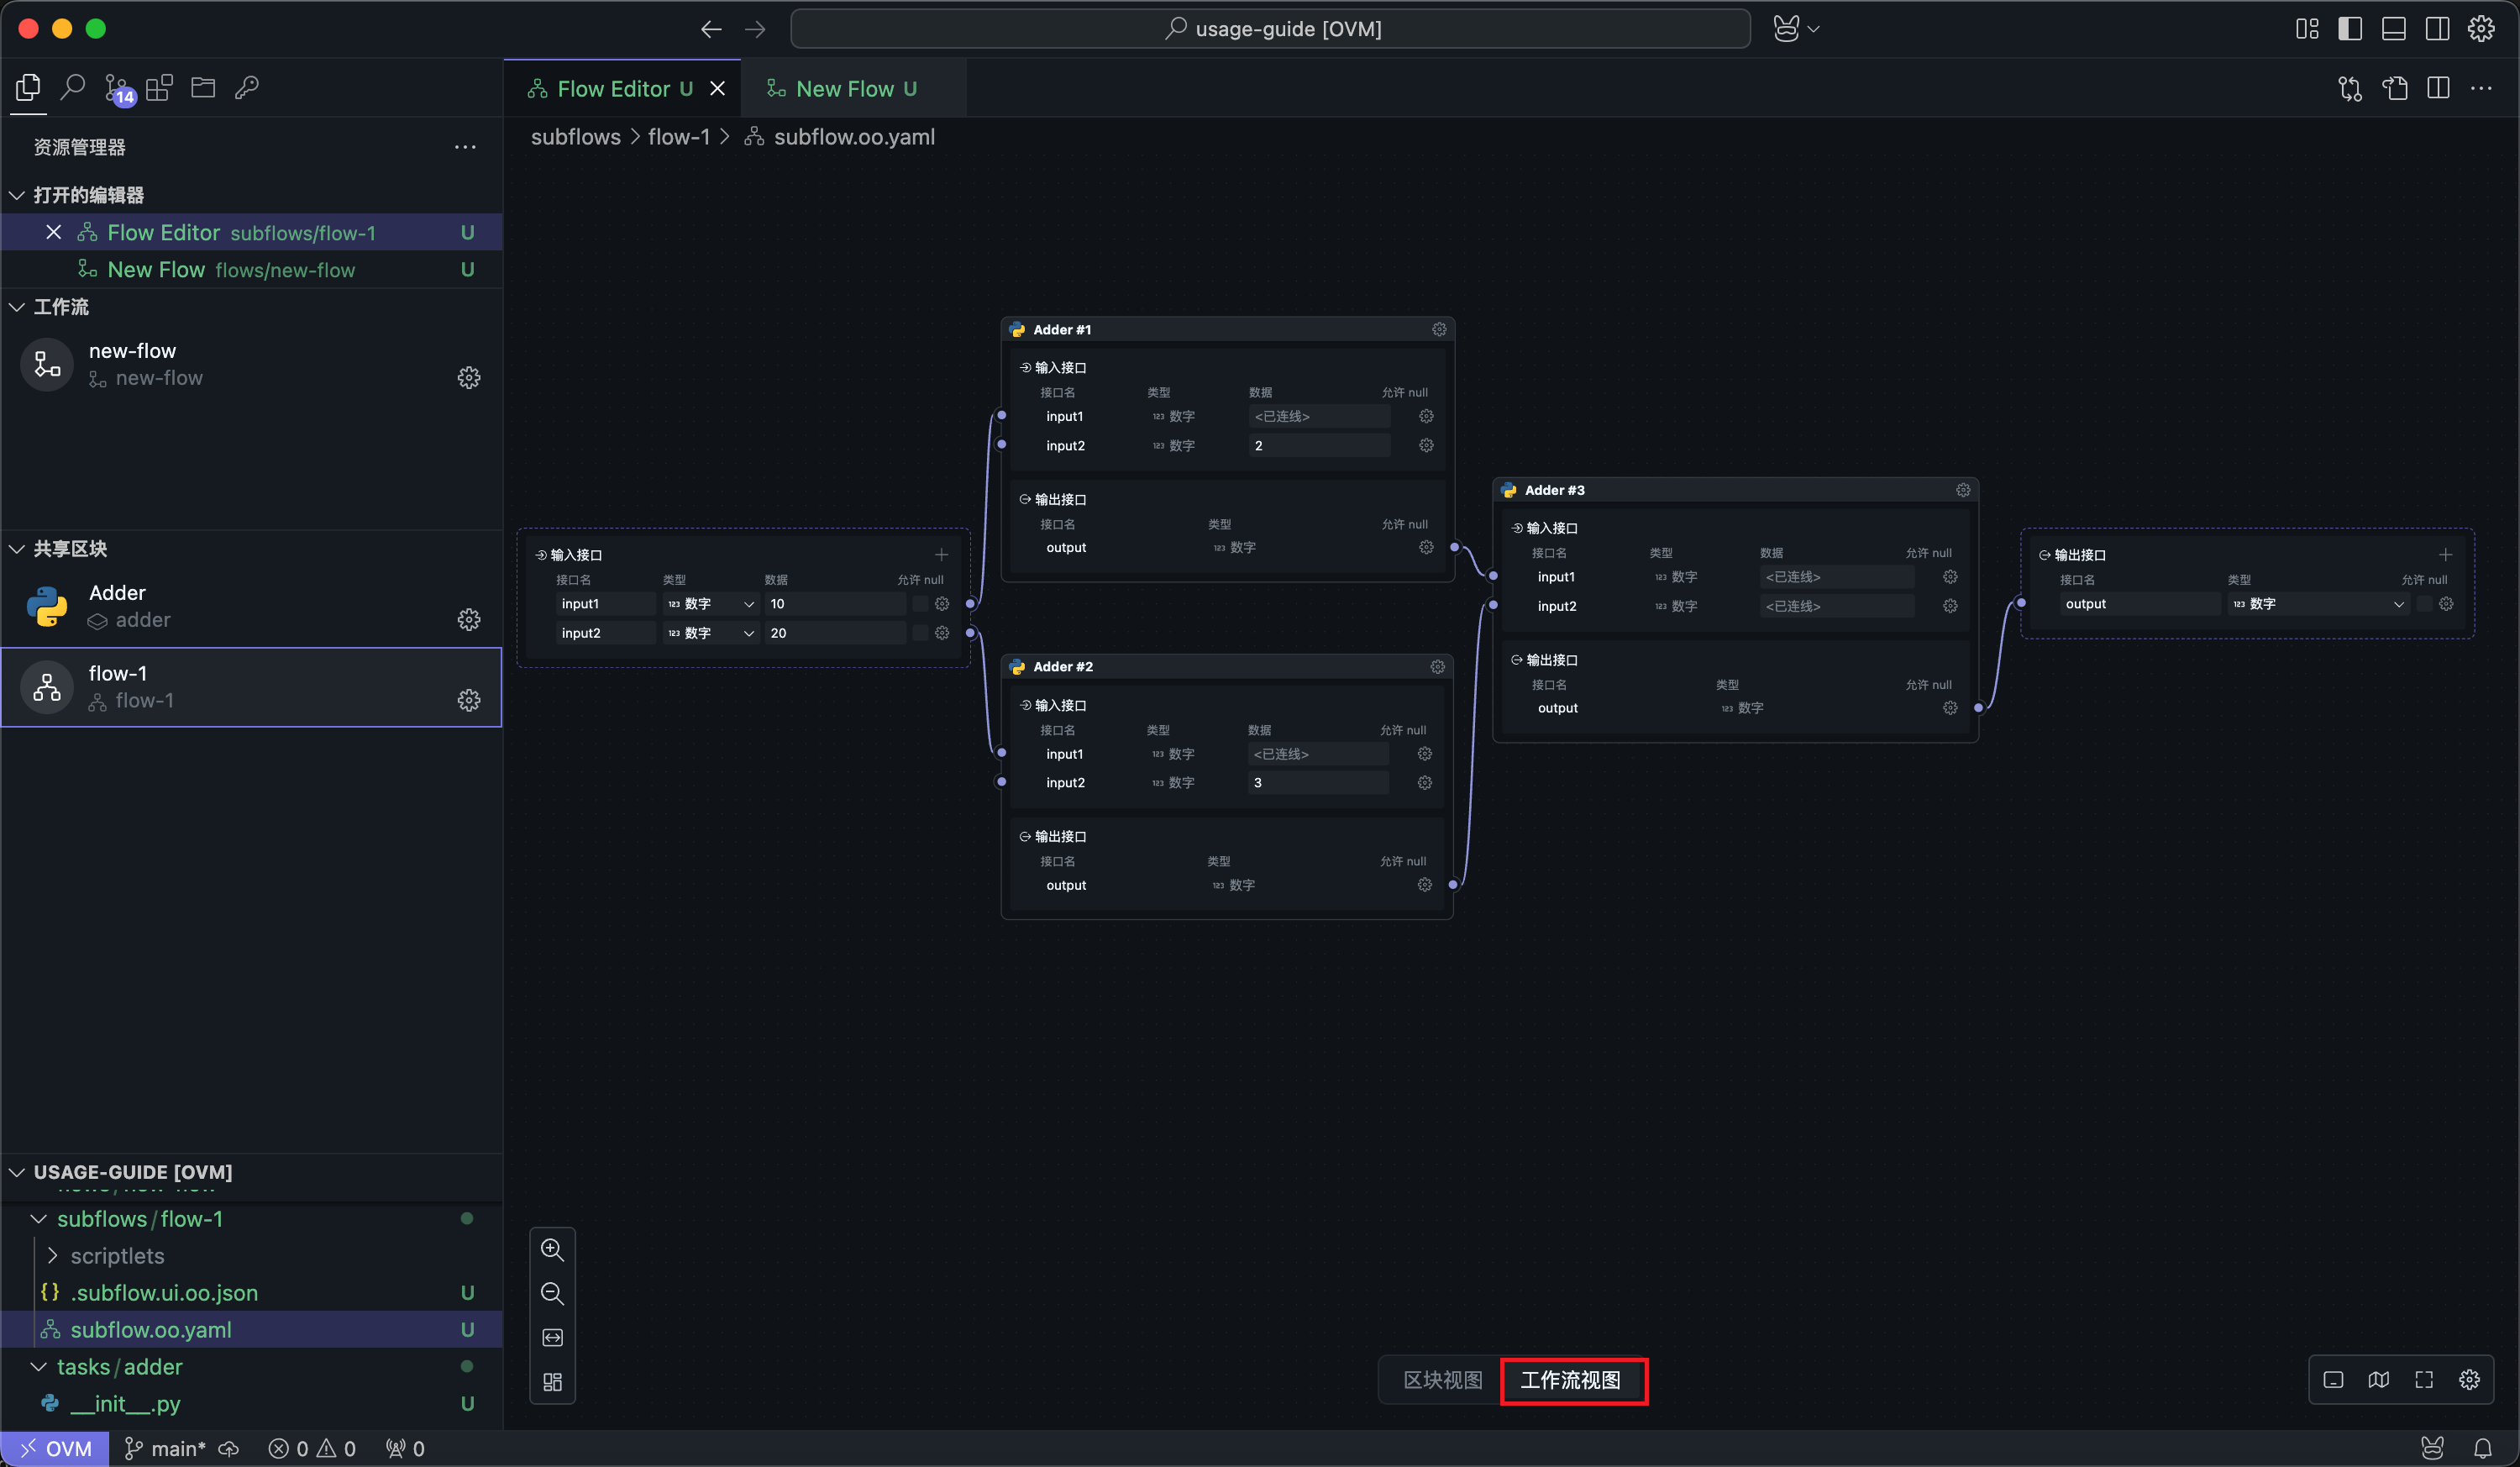 usage-guide [OVM]
14
Flow Editor U
New Flow U
资源管理器
subflows > flow-1 > subflow.oo.yaml
打开的编辑器
Flow Editor subflows/flow-1 U
New Flow flows/new-flow U
工作流
new-flow
new-flow
共享区块
Adder
adder
flow-1
flow-1
输入接口
接口名 类型 数据 允许 null
input1 123 数字 10
input2 123 数字 20
Adder #1
输入接口
接口名 类型 数据 允许 null
input1 123 数字 <已连线>
input2 123 数字 2
输出接口
接口名 类型 允许 null
output 123 数字
Adder #2
输入接口
接口名 类型 数据 允许 null
input1 123 数字 <已连线>
input2 123 数字 3
输出接口
接口名 类型 允许 null
output 123 数字
Adder #3
输入接口
接口名 类型 数据 允许 null
input1 123 数字 <已连线>
input2 123 数字 <已连线>
输出接口
接口名 类型 允许 null
output 123 数字
输出接口
接口名 类型 允许 null
output 123 数字
USAGE-GUIDE [OVM]
subflows/flow-1
scriptlets
{} .subflow.ui.oo.json U
subflow.oo.yaml U
tasks/adder
__init__.py U
区块视图 工作流视图
OVM main* 0 0 0